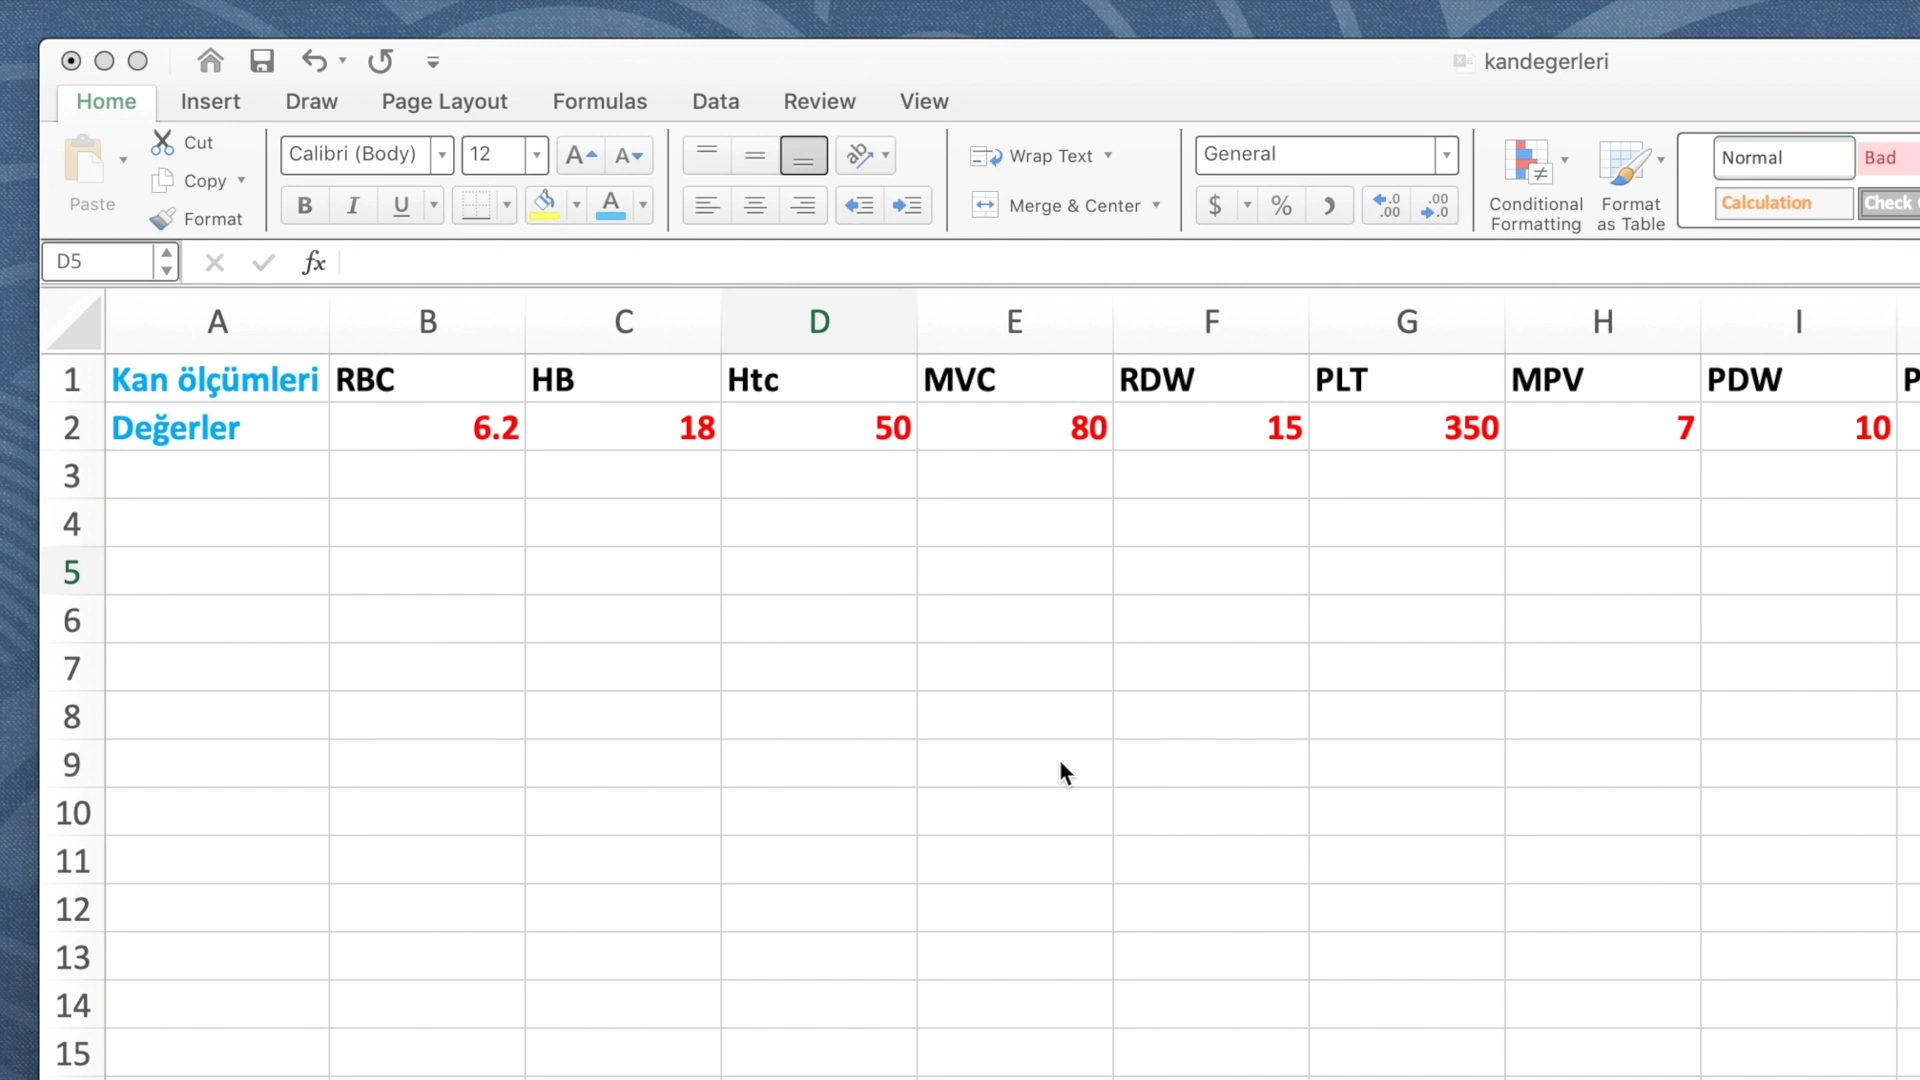 kandegerleri
Home Insert Draw Page Layout Formulas Data Review View
Paste
Cut
Copy
Format
Calibri (Body) 12
B I U A
Wrap Text
Merge & Center
General
$ %
Conditional Formatting
Format as Table
Normal Bad
Calculation Check
D5 fx
A B C D E F G H I
1 Kan ölçümleri RBC HB Htc MVC RDW PLT MPV PDW P
2 Değerler 6.2 18 50 80 15 350 7 10
3
4
5
6
7
8
9
10
11
12
13
14
15